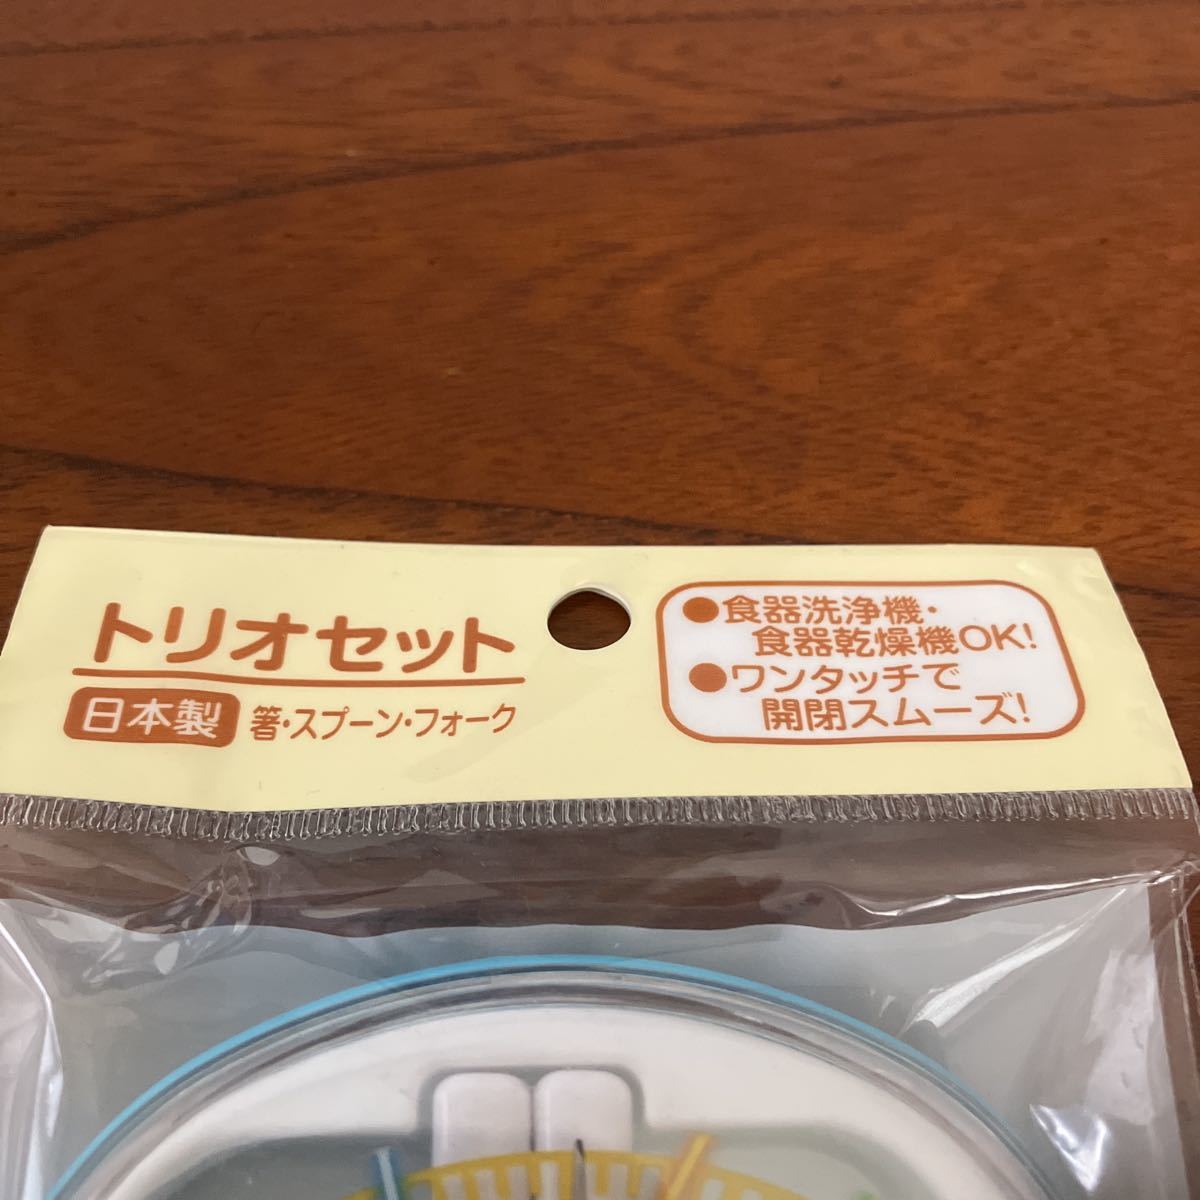 トリオセット
日本製 箸・スプーン・フォーク
●食器洗浄機・
食器乾燥機OK!
●ワンタッチで
開閉スムーズ!